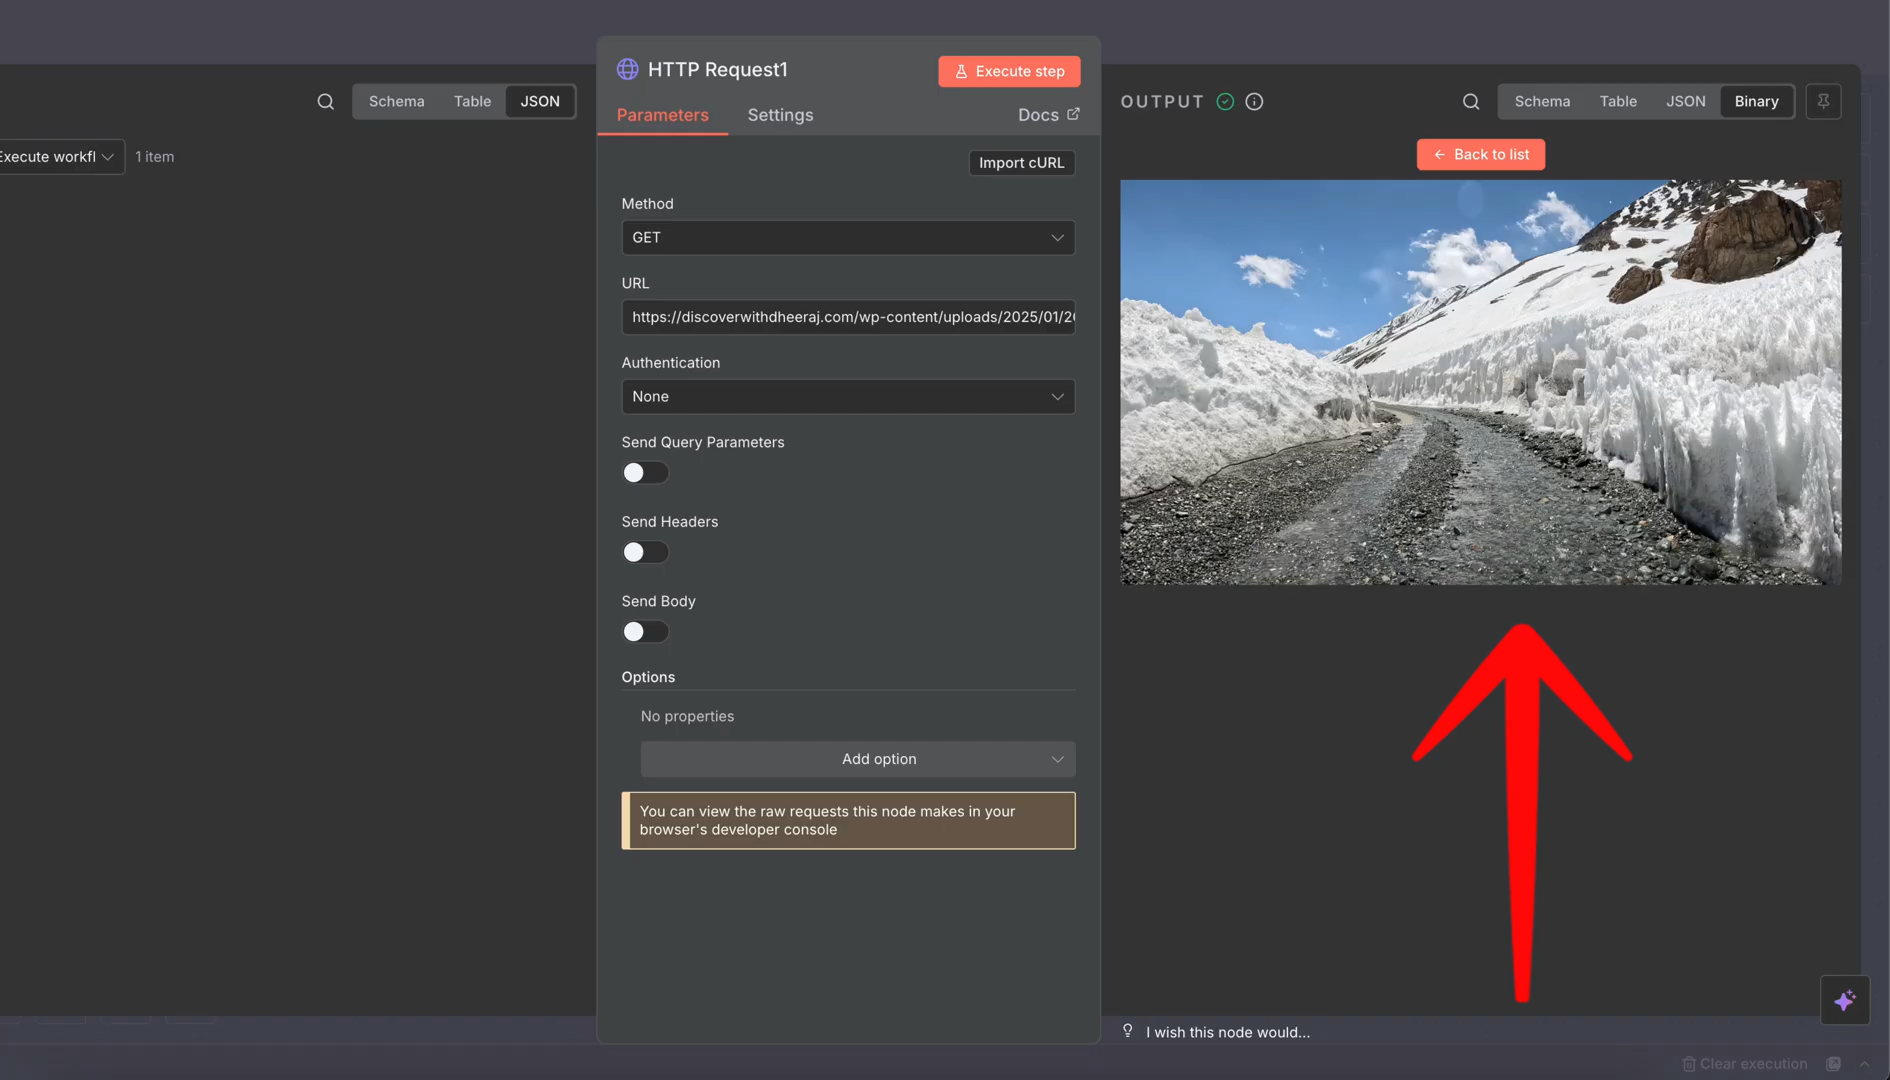 HTTP Request1
Execute step
Schema Table JSON
Parameters Settings Docs
OUTPUT
Schema Table JSON Binary
Execute workfl
1 item
Import cURL
Back to list
Method
GET
URL
https://discoverwithdheeraj.com/wp-content/uploads/2025/01/20
Authentication
None
Send Query Parameters
Send Headers
Send Body
Options
No properties
Add option
You can view the raw requests this node makes in your
browser's developer console
I wish this node would...
Clear execution